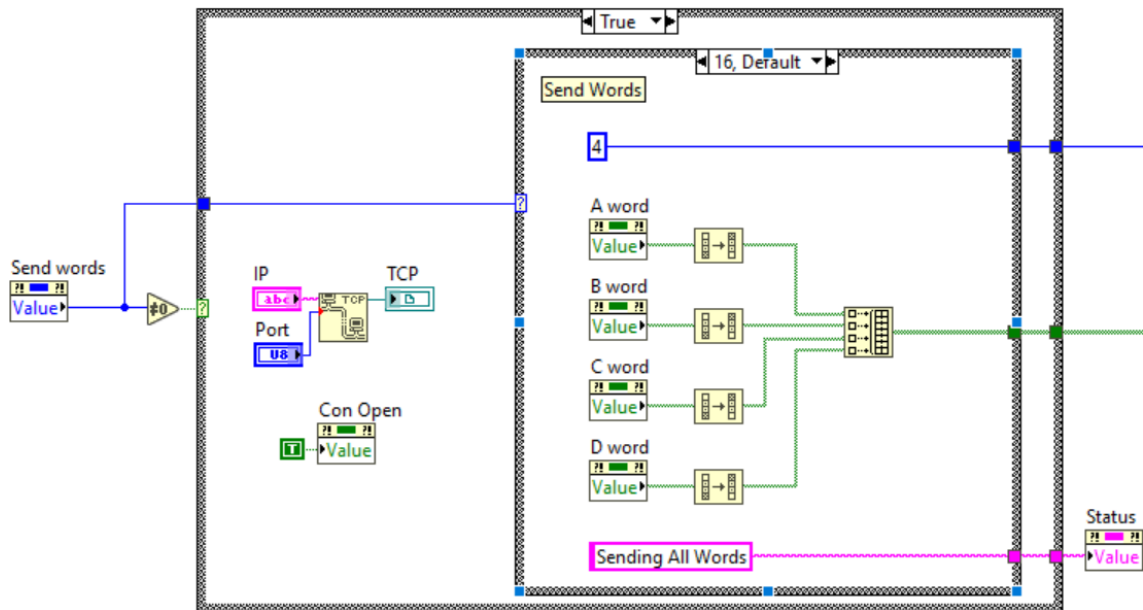 True
16, Default
Send Words
4
A word
?! ?!
Value
Send words
?! ?!
Value
≠0
?
?
IP
abc
TCP
TCP
B word
?! ?!
Value
Port
U8
C word
?! ?!
Value
Con Open
?! ?!
T
Value
D word
?! ?!
Value
Sending All Words
Status
?! ?!
Value